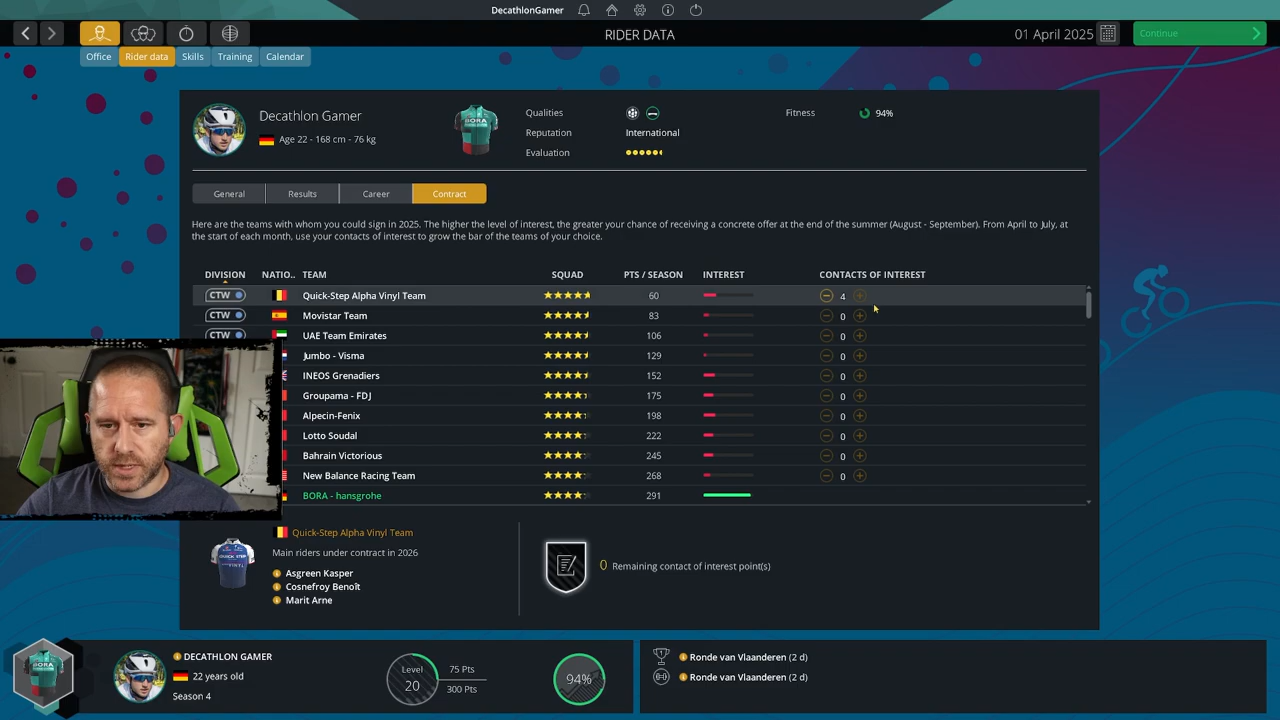 DecathlonGamer
RIDER DATA
01 April 2025
Continue
Office
Rider data
Skills
Training
Calendar
Decathlon Gamer
Age 22 - 168 cm - 76 kg
Qualities
Reputation
International
Evaluation
Fitness
94%
General
Results
Career
Contract
Here are the teams with whom you could sign in 2025. The higher the level of interest, the greater your chance of receiving a concrete offer at the end of the summer (August - September). From April to July, at
the start of each month, use your contacts of interest to grow the bar of the teams of your choice.
DIVISION NATIO.. TEAM SQUAD PTS / SEASON INTEREST CONTACTS OF INTEREST
CTW Quick-Step Alpha Vinyl Team 60 4
CTW Movistar Team 83 0
CTW UAE Team Emirates 106 0
Jumbo - Visma 129 0
INEOS Grenadiers 152 0
Groupama - FDJ 175 0
Alpecin-Fenix 198 0
Lotto Soudal 222 0
Bahrain Victorious 245 0
New Balance Racing Team 268 0
BORA - hansgrohe 291
Quick-Step Alpha Vinyl Team
Main riders under contract in 2026
Asgreen Kasper
Cosnefroy Benoît
Marit Arne
0 Remaining contact of interest point(s)
DECATHLON GAMER
22 years old
Season 4
Level
20
75 Pts
300 Pts
94%
Ronde van Vlaanderen (2 d)
Ronde van Vlaanderen (2 d)